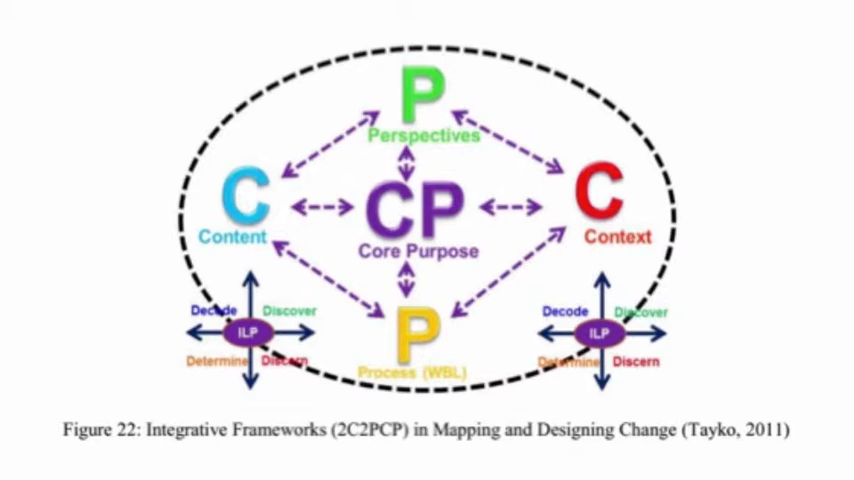 P
Perspectives
C
CP
C
Content
Core Purpose
Context
Decode Discover
ILP
Determine Discern
P
Process (WBL)
Decode Discover
ILP
Determine Discern
Figure 22: Integrative Frameworks (2C2PCP) in Mapping and Designing Change (Tayko, 2011)